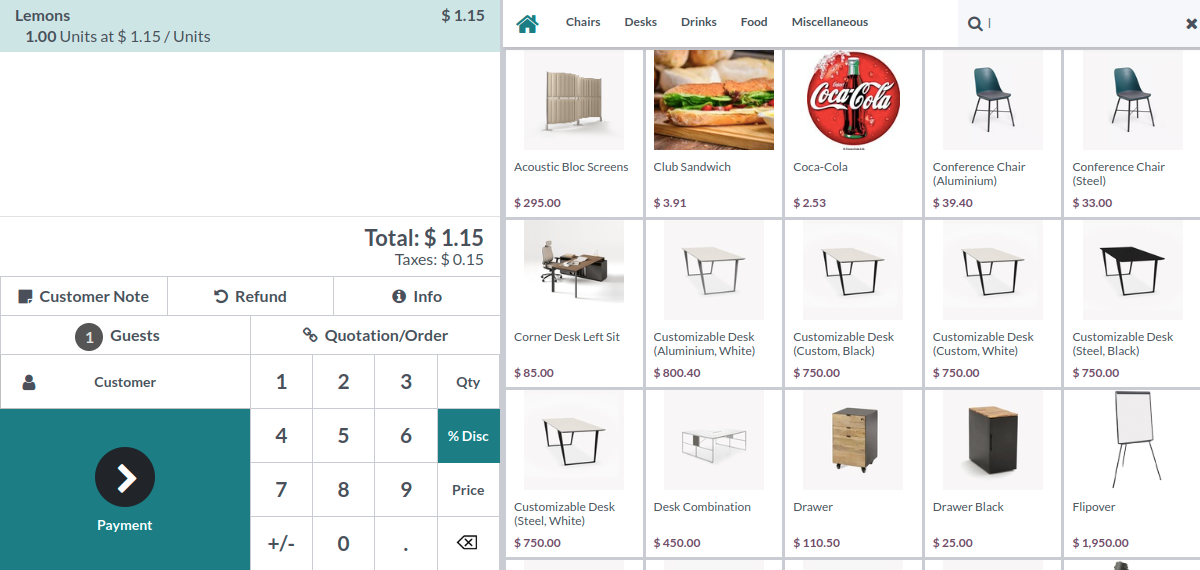 Lemons
$ 1.15
1.00 Units at $ 1.15 / Units
Total: $ 1.15
Taxes: $ 0.15
Customer Note
Refund
Info
1 Guests
Quotation/Order
Customer
1
2
3
Qty
4
5
6
% Disc
7
8
9
Price
Payment
+/-
0
.
Chairs
Desks
Drinks
Food
Miscellaneous
l
Acoustic Bloc Screens
$ 295.00
Club Sandwich
$ 3.91
Coca-Cola
Coca-Cola
$ 2.53
Conference Chair
(Aluminium)
$ 39.40
Conference Chair
(Steel)
$ 33.00
Corner Desk Left Sit
$ 85.00
Customizable Desk
(Aluminium, White)
$ 800.40
Customizable Desk
(Custom, Black)
$ 750.00
Customizable Desk
(Custom, White)
$ 750.00
Customizable Desk
(Steel, Black)
$ 750.00
Customizable Desk
(Steel, White)
$ 750.00
Desk Combination
$ 450.00
Drawer
$ 110.50
Drawer Black
$ 25.00
Flipover
$ 1,950.00